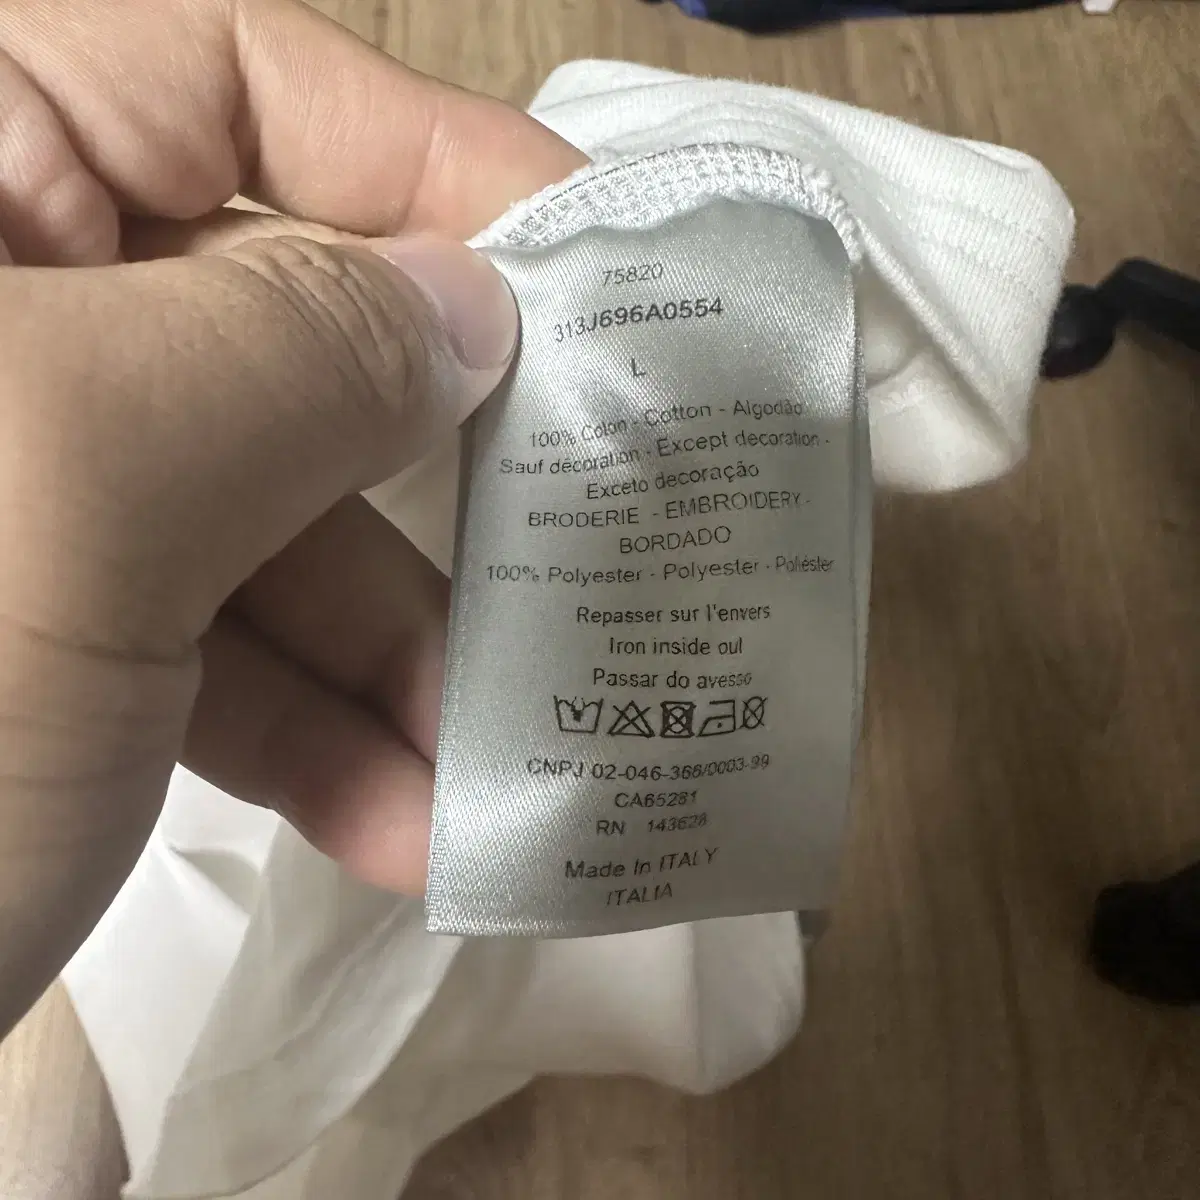 75820
313J696A0554
L
100% Coton - Cotton - Algodão
Sauf décoration - Except decoration -
Exceto decoração
BRODERIE - EMBROIDERY -
BORDADO
100% Polyester - Polyester - Poliéster
Repasser sur l'envers
Iron inside out
Passar do avesso
CNPJ 02-046-366/0003-99
CA65281
RN 143628
Made In ITALY
ITALIA